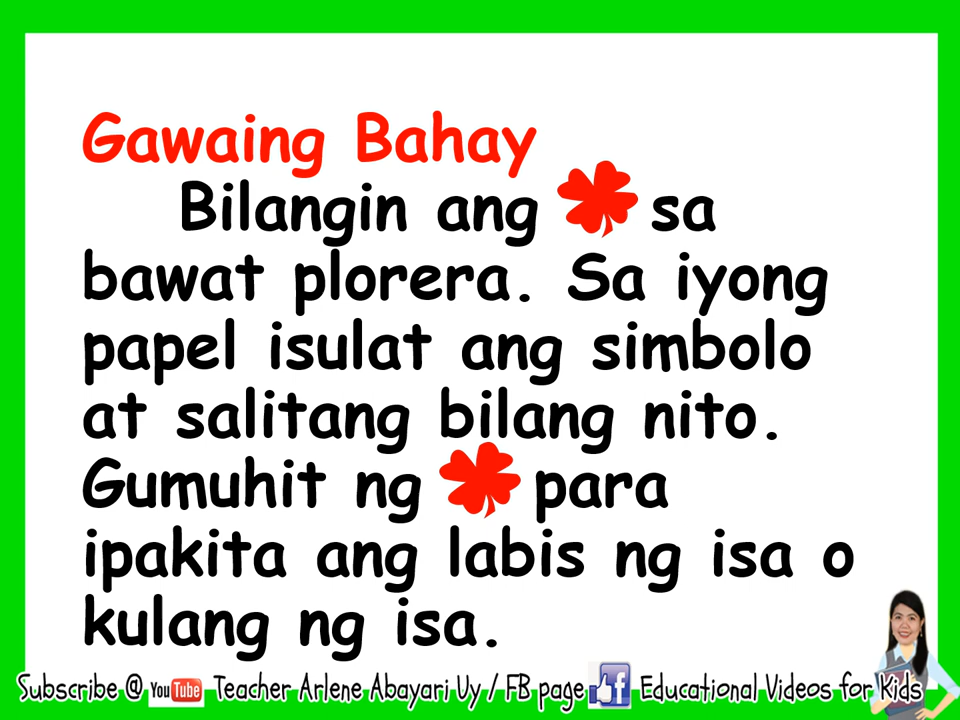 Gawaing Bahay
Bilangin ang sa
bawat plorera. Sa iyong
papel isulat ang simbolo
at salitang bilang nito.
Gumuhit ng para
ipakita ang labis ng isa o
kulang ng isa.
Subscribe @ YouTube Teacher Arlene Abayari Uy / FB page f Educational Videos for Kids